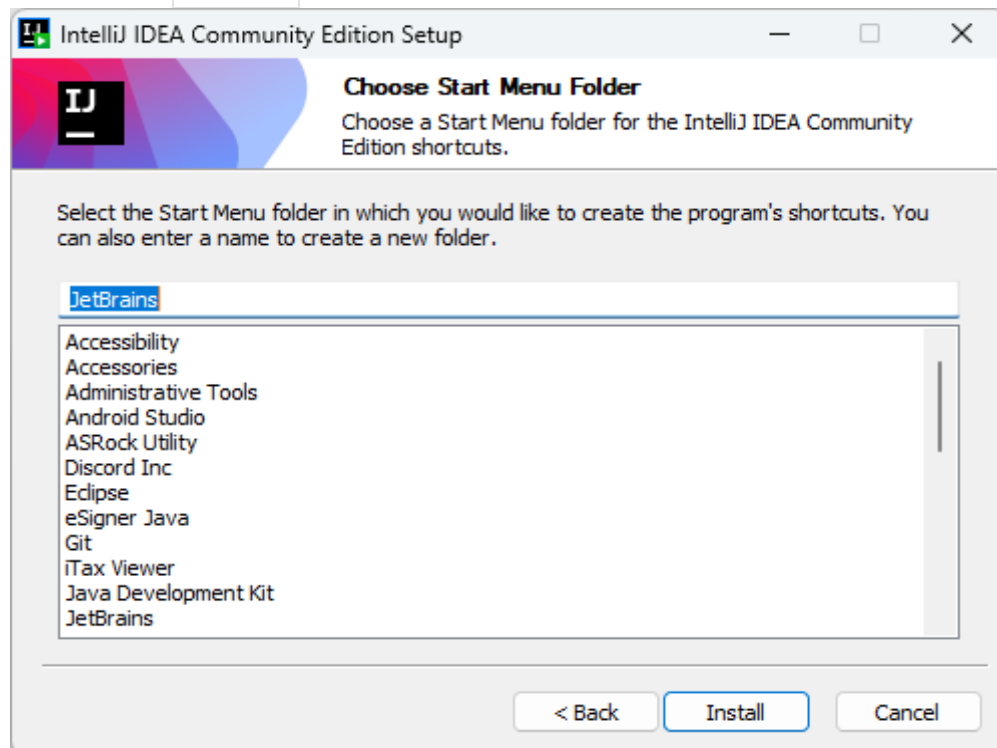 IntelliJ IDEA Community Edition Setup
IJ
Choose Start Menu Folder
Choose a Start Menu folder for the IntelliJ IDEA Community
Edition shortcuts.
Select the Start Menu folder in which you would like to create the program's shortcuts. You
can also enter a name to create a new folder.
JetBrains
Accessibility
Accessories
Administrative Tools
Android Studio
ASRock Utility
Discord Inc
Eclipse
eSigner Java
Git
iTax Viewer
Java Development Kit
JetBrains
< Back Install Cancel